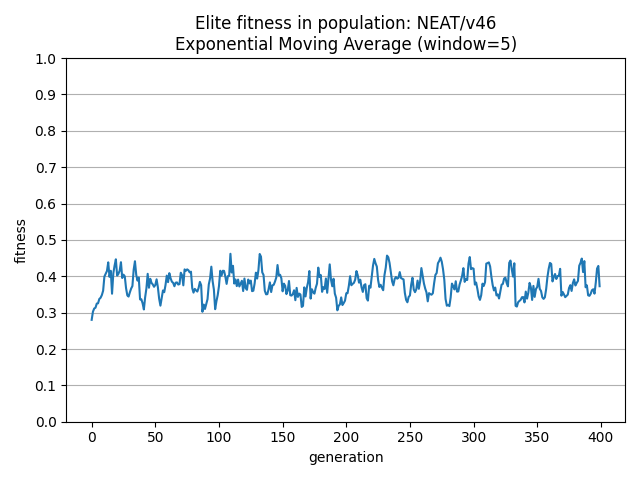 Elite fitness in population: NEAT/v46
Exponential Moving Average (window=5)
1.0
0.9
0.8
0.7
0.6
0.5
0.4
0.3
0.2
0.1
0.0
fitness
0 50 100 150 200 250 300 350 400
generation